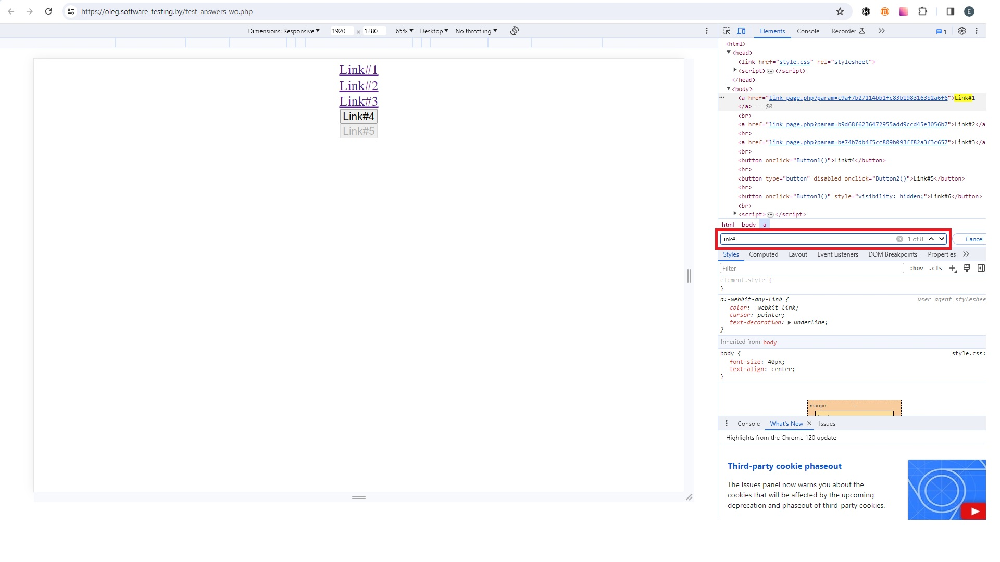 https://oleg.software-testing.by/test_answers_wo.php
E
Dimensions: Responsive 1920 x 1280 65% Desktop No throttling
Elements Console Recorder 1
Link#1
Link#2
Link#3
Link#4
Link#5
<html>
<head>
<link href="style.css" rel="stylesheet">
<script> … </script>
</head>
<body>
<a href="link_page.php?param=c9af7b27114bb1fc83b1983163b2a6f6">Link#1
</a> == $0
<br>
<a href="link_page.php?param=b9d68f6236472955add9ccd45e3056b7">Link#2</a
<br>
<a href="link_page.php?param=be74b7db4f5cc809b093ff82a3f3c657">Link#3</a
<br>
<button onclick="Button1()">Link#4</button>
<br>
<button type="button" disabled onclick="Button2()">Link#5</button>
<br>
<button onclick="Button3()" style="visibility: hidden;">Link#6</button>
<br>
<script> … </script>
html body a
link# 1 of 8 Cancel
Styles Computed Layout Event Listeners DOM Breakpoints Properties
Filter :hov .cls
element.style {
}
a:-webkit-any-link { user agent styleshee
color: -webkit-link;
cursor: pointer;
text-decoration: underline;
}
Inherited from body
body { style.css:
font-size: 40px;
text-align: center;
}
margin -
Console What's New Issues
Highlights from the Chrome 120 update
Third-party cookie phaseout
The Issues panel now warns you about the
cookies that will be affected by the upcoming
deprecation and phaseout of third-party cookies.